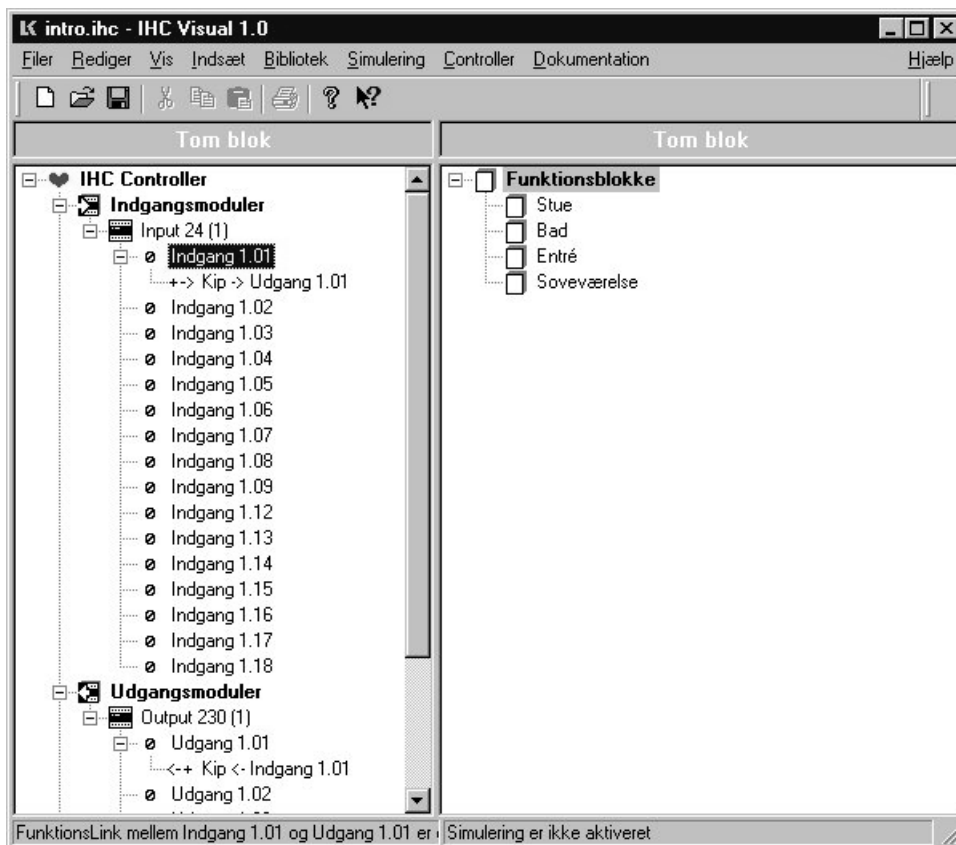 intro.ihc - IHC Visual 1.0
Filer Rediger Vis Indsæt Bibliotek Simulering Controller Dokumentation Hjælp
Tom blok
Tom blok
IHC Controller
Indgangsmoduler
Input 24 (1)
Indgang 1.01
+-> Kip -> Udgang 1.01
Indgang 1.02
Indgang 1.03
Indgang 1.04
Indgang 1.05
Indgang 1.06
Indgang 1.07
Indgang 1.08
Indgang 1.09
Indgang 1.12
Indgang 1.13
Indgang 1.14
Indgang 1.15
Indgang 1.16
Indgang 1.17
Indgang 1.18
Udgangsmoduler
Output 230 (1)
Udgang 1.01
<-+ Kip <- Indgang 1.01
Udgang 1.02
Funktionsblokke
Stue
Bad
Entré
Soveværelse
FunktionsLink mellem Indgang 1.01 og Udgang 1.01 er
Simulering er ikke aktiveret